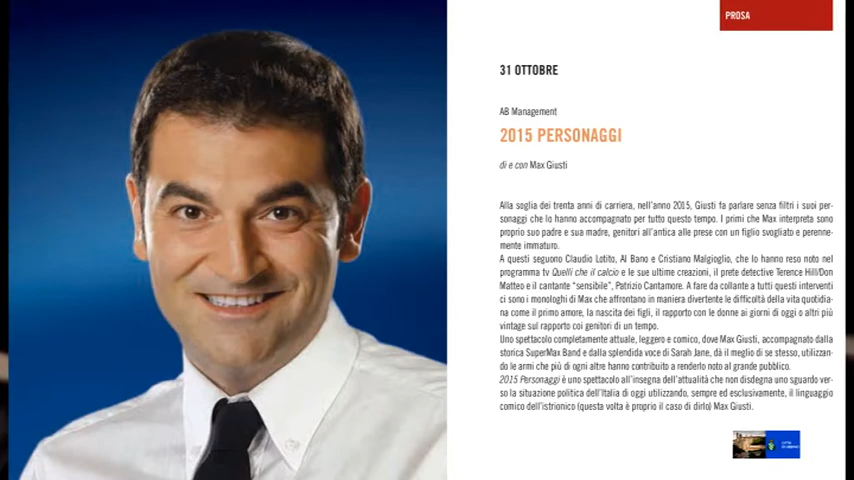 PROSA
31 OTTOBRE
AB Management
2015 PERSONAGGI
di e con Max Giusti
Alla soglia dei trenta anni di carriera, nell'anno 2015, Giusti fa parlare senza filtri i suoi per-
sonaggi che lo hanno accompagnato per tutto questo tempo. I primi che Max interpreta sono
proprio suo padre e sua madre, genitori all'antica alle prese con un figlio svogliato e perenne-
mente immaturo.
A questi seguono Claudio Lotito, Al Bano e Cristiano Malgioglio, che lo hanno reso noto nel
programma tv Quelli che il calcio e le sue ultime creazioni, il prete detective Terence Hill/Don
Matteo e il cantante "sensibile", Patrizio Cantamore. A fare da collante a tutti questi interventi
ci sono i monologhi di Max che affrontano in maniera divertente le difficoltà della vita quotidia-
na come il primo amore, la nascita dei figli, il rapporto con le donne ai giorni di oggi o altri più
vintage sul rapporto coi genitori di un tempo.
Uno spettacolo completamente attuale, leggero e comico, dove Max Giusti, accompagnato dalla
storica SuperMax Band e dalla splendida voce di Sarah Jane, dà il meglio di se stesso, utilizzan-
do le armi che più di ogni altre hanno contribuito a renderlo noto al grande pubblico.
2015 Personaggi è uno spettacolo all'insegna dell'attualità che non disdegna uno sguardo ver-
so la situazione politica dell'Italia di oggi utilizzando, sempre ed esclusivamente, il linguaggio
comico dell'istrionico (questa volta è proprio il caso di dirlo) Max Giusti.